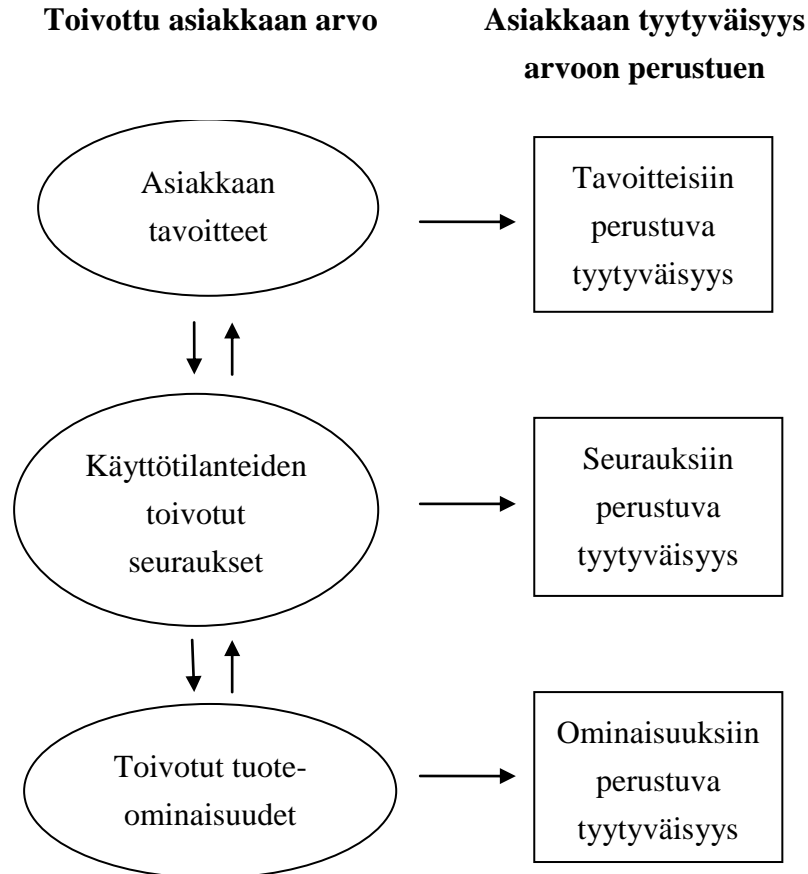 Toivottu asiakkaan arvo
Asiakkaan tyytyväisyys
arvoon perustuen
Asiakkaan
tavoitteet
Tavoitteisiin
perustuva
tyytyväisyys
Käyttötilanteiden
toivotut
seuraukset
Seurauksiin
perustuva
tyytyväisyys
Toivotut tuote-
ominaisuudet
Ominaisuuksiin
perustuva
tyytyväisyys